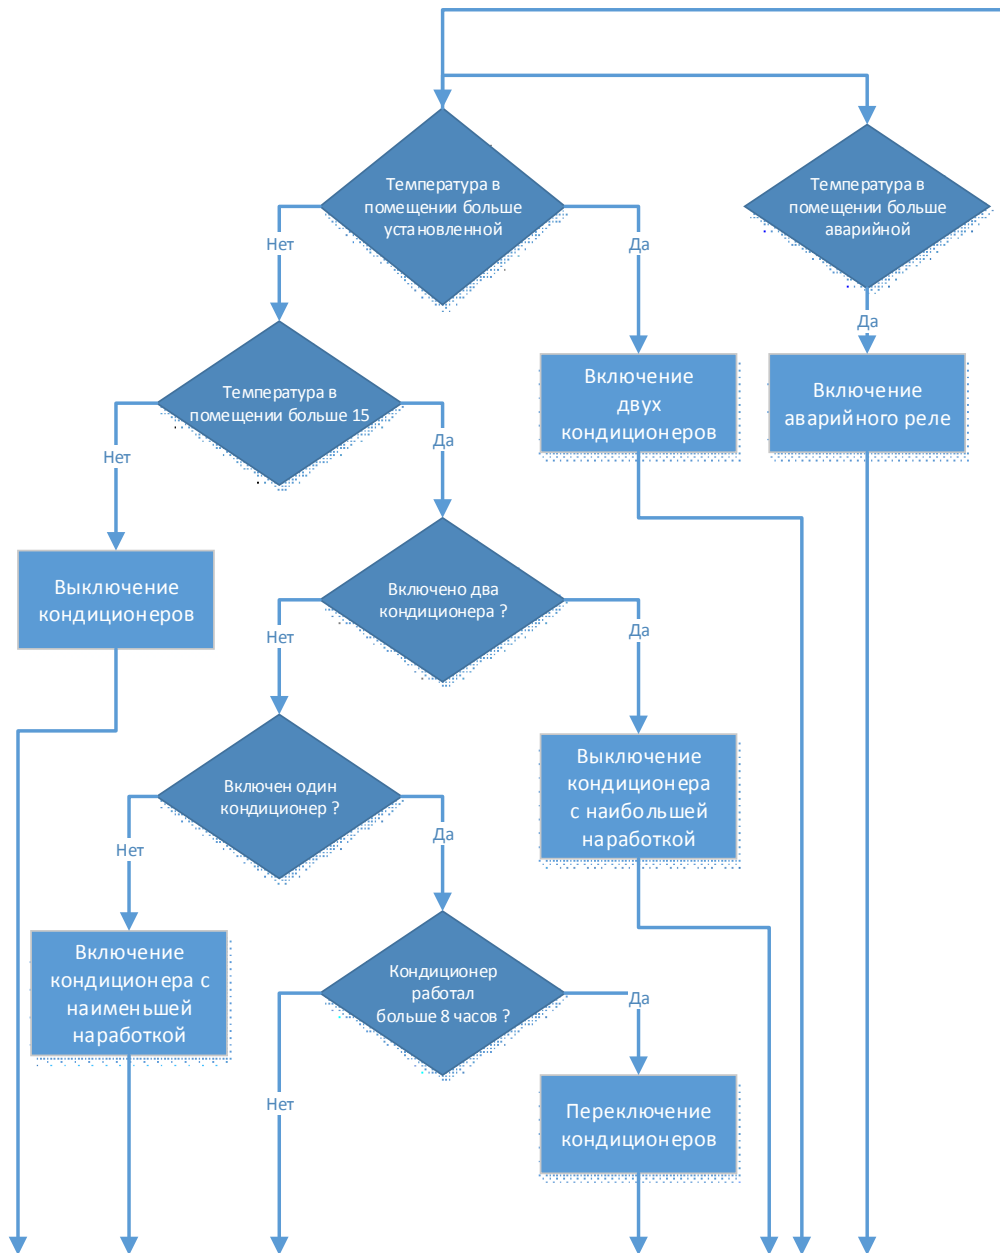 Температура в
помещении больше
установленной
Температура в
помещении больше
аварийной
Нет
Да
Да
Температура в
помещении больше 15
Включение
двух
кондиционеров
Включение
аварийного реле
Нет
Да
Выключение
кондиционеров
Включено два
кондиционера ?
Нет
Да
Включен один
кондиционер ?
Выключение
кондиционера
с наибольшей
наработкой
Нет
Да
Включение
кондиционера с
наименьшей
наработкой
Кондиционер
работал
больше 8 часов ?
Да
Нет
Переключение
кондиционеров